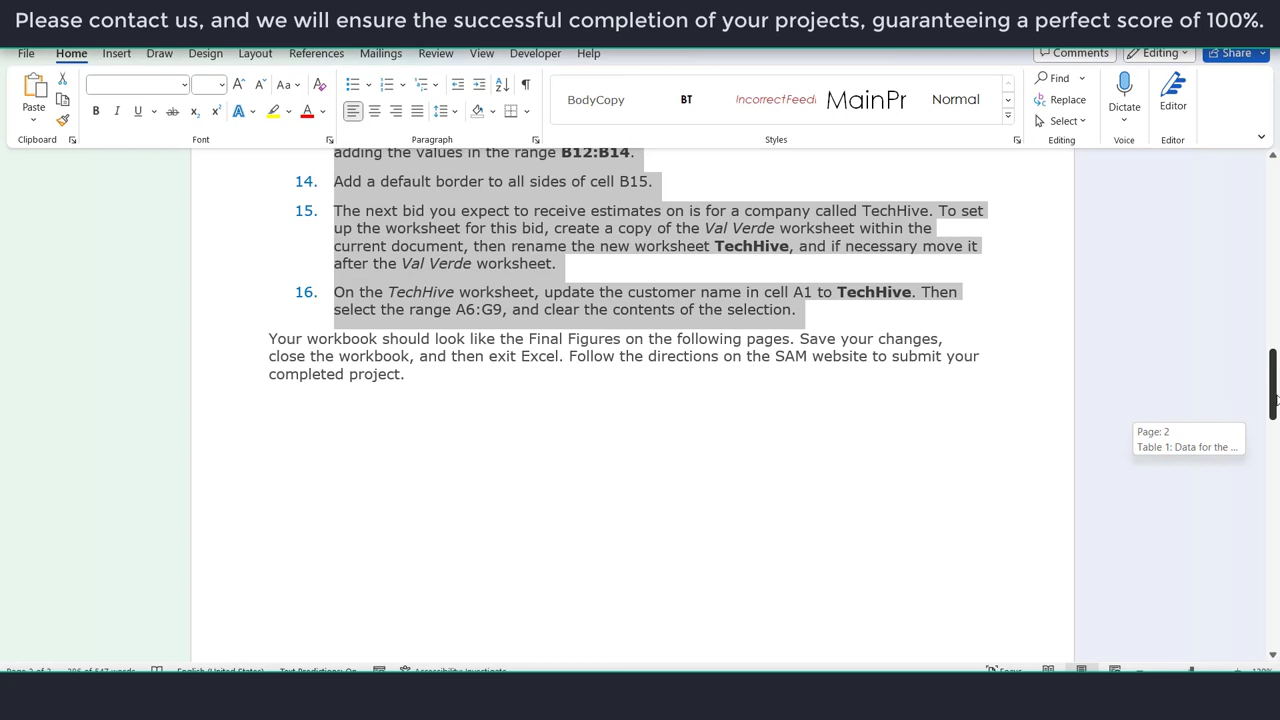 Please contact us, and we will ensure the successful completion of your projects, guaranteeing a perfect score of 100%.
File Home Insert Draw Design Layout References Mailings Review View Developer Help Comments Editing Share
Paste
Aa
BodyCopy BT IncorrectFeed MainPr Normal
Find
Replace
Select
Dictate
Editor
Clipboard Font Paragraph Styles Editing Voice Editor
adding the values in the range B12:B14.
14. Add a default border to all sides of cell B15.
15. The next bid you expect to receive estimates on is for a company called TechHive. To set
up the worksheet for this bid, create a copy of the Val Verde worksheet within the
current document, then rename the new worksheet TechHive, and if necessary move it
after the Val Verde worksheet.
16. On the TechHive worksheet, update the customer name in cell A1 to TechHive. Then
select the range A6:G9, and clear the contents of the selection.
Your workbook should look like the Final Figures on the following pages. Save your changes,
close the workbook, and then exit Excel. Follow the directions on the SAM website to submit your
completed project.
Page: 2
Table 1: Data for the ...